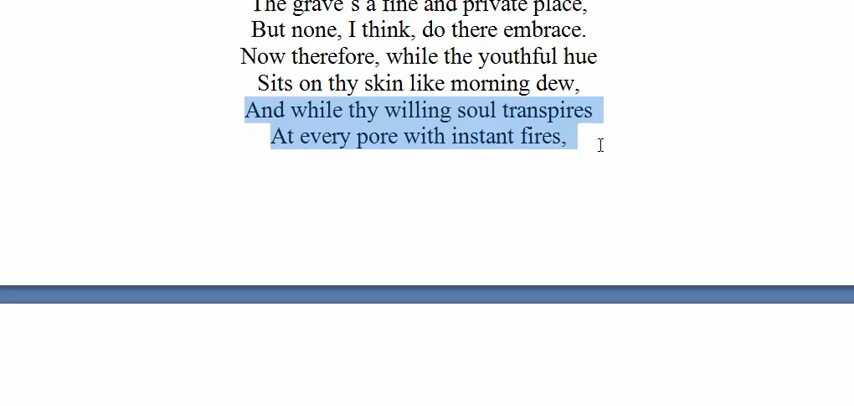 The grave's a fine and private place,
But none, I think, do there embrace.
Now therefore, while the youthful hue
Sits on thy skin like morning dew,
And while thy willing soul transpires
At every pore with instant fires,